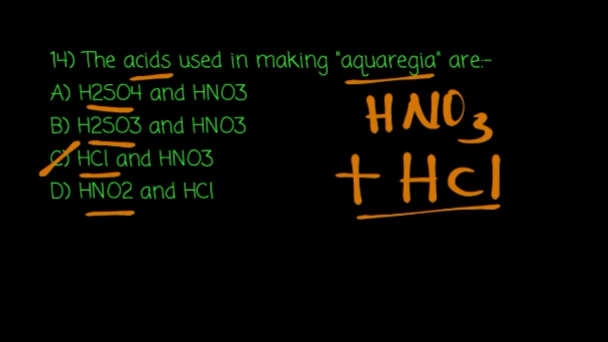 14) The acids used in making "aquaregia" are:-
A) H2SO4 and HNO3
B) H2SO3 and HNO3
C) HCl and HNO3
D) HNO2 and HCl
HNO3
+ HCl